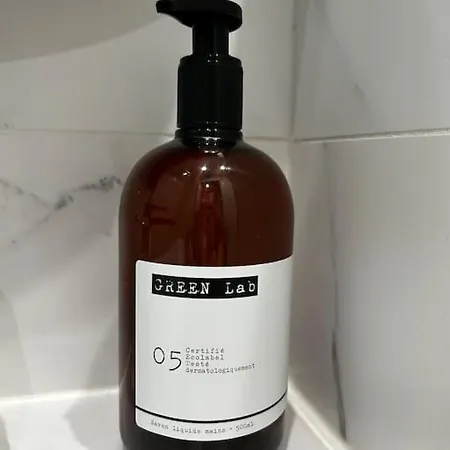 GREEN Lab
05
Certifié
Ecolabel
Testé
dermatologiquement
Savon liquide mains - 500ml